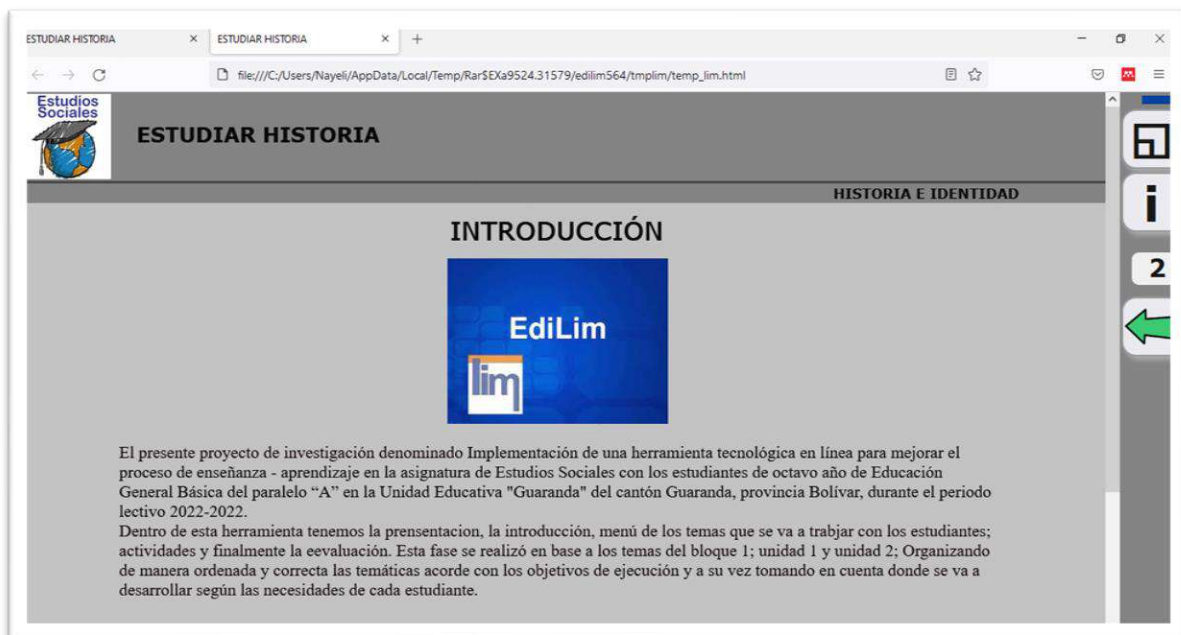 ESTUDIAR HISTORIA
ESTUDIAR HISTORIA
file:///C:/Users/Nayeli/AppData/Local/Temp/Rar$EXa9524.31579/edilim564/tmplim/temp_lim.html
Estudios
Sociales
ESTUDIAR HISTORIA
HISTORIA E IDENTIDAD
i
2
INTRODUCCIÓN
EdiLim
lim
El presente proyecto de investigación denominado Implementación de una herramienta tecnológica en línea para mejorar el
proceso de enseñanza - aprendizaje en la asignatura de Estudios Sociales con los estudiantes de octavo año de Educación
General Básica del paralelo “A” en la Unidad Educativa "Guaranda" del cantón Guaranda, provincia Bolívar, durante el periodo
lectivo 2022-2022.
Dentro de esta herramienta tenemos la prensentacion, la introducción, menú de los temas que se va a trabjar con los estudiantes;
actividades y finalmente la eevaluación. Esta fase se realizó en base a los temas del bloque 1; unidad 1 y unidad 2; Organizando
de manera ordenada y correcta las temáticas acorde con los objetivos de ejecución y a su vez tomando en cuenta donde se va a
desarrollar según las necesidades de cada estudiante.